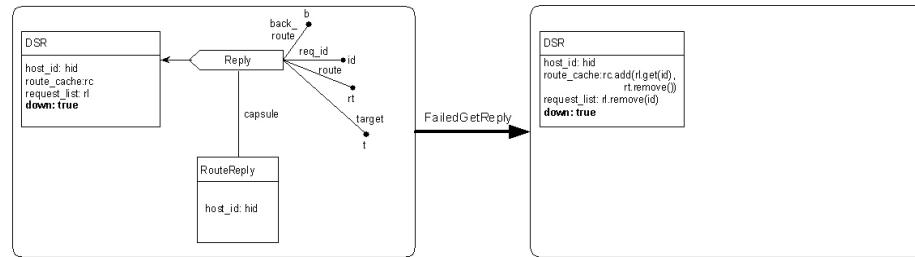 DSR
host_id: hid
route_cache:rc
request_list: rl
down: true
Reply
b
back_
route
req_id
id
route
rt
target
t
capsule
RouteReply
host_id: hid
FailedGetReply
DSR
host_id: hid
route_cache:rc.add(rl.get(id),
rt.remove())
request_list: rl.remove(id)
down: true